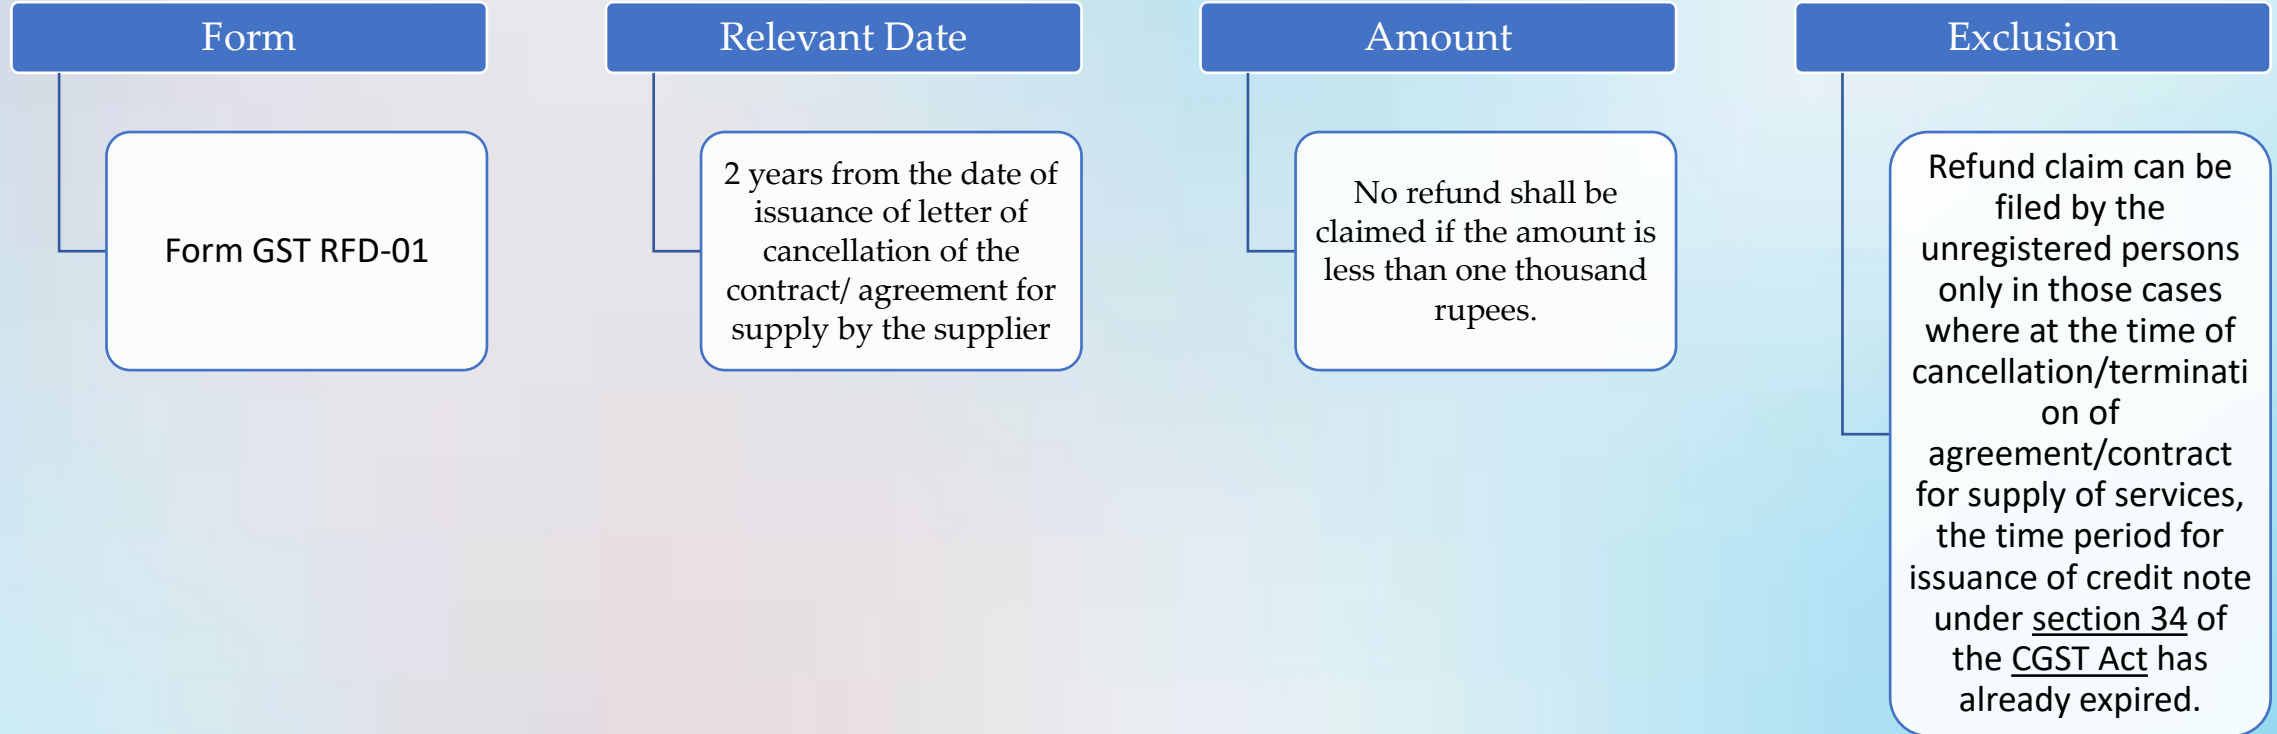 Form
Form GST RFD-01
Relevant Date
2 years from the date of
issuance of letter of
cancellation of the
contract/ agreement for
supply by the supplier
Amount
No refund shall be
claimed if the amount is
less than one thousand
rupees.
Exclusion
Refund claim can be
filed by the
unregistered persons
only in those cases
where at the time of
cancellation/terminati
on of
agreement/contract
for supply of services,
the time period for
issuance of credit note
under section 34 of
the CGST Act has
already expired.